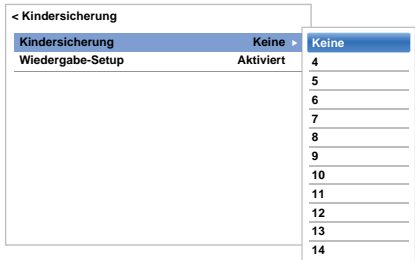 < Kindersicherung
Kindersicherung Keine ▸
Wiedergabe-Setup Aktiviert
Keine
4
5
6
7
8
9
10
11
12
13
14